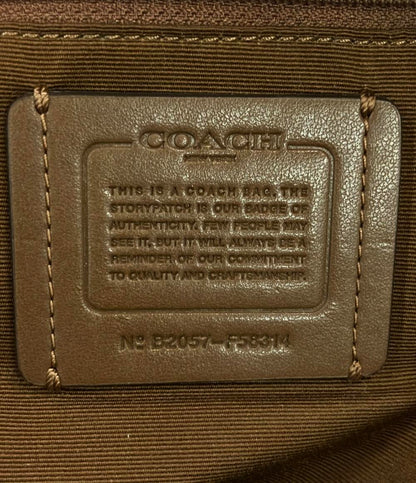 COACH
NEW YORK
THIS IS A COACH BAG. THE
STORYPATCH IS OUR BADGE OF
AUTHENTICITY. FEW PEOPLE MAY
SEE IT, BUT IT WILL ALWAYS BE A
REMINDER OF OUR COMMITMENT
TO QUALITY AND CRAFTSMANSHIP.
Nº B2057-F58314